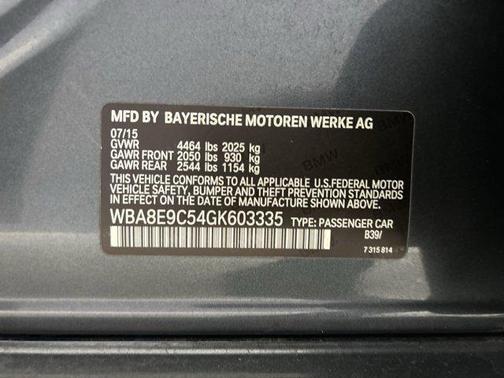 MFD BY BAYERISCHE MOTOREN WERKE AG
07/15
GVWR 4464 lbs 2025 kg
GAWR FRONT 2050 lbs 930 kg
GAWR REAR 2544 lbs 1154 kg
THIS VEHICLE CONFORMS TO ALL APPLICABLE U.S.FEDERAL MOTOR
VEHICLE SAFETY, BUMPER AND THEFT PREVENTION STANDARDS
IN EFFECT ON THE DATE OF MANUFACTURE SHOWN ABOVE.
WBA8E9C54GK603335 TYPE: PASSENGER CAR
B39/
7 315 814
BMW